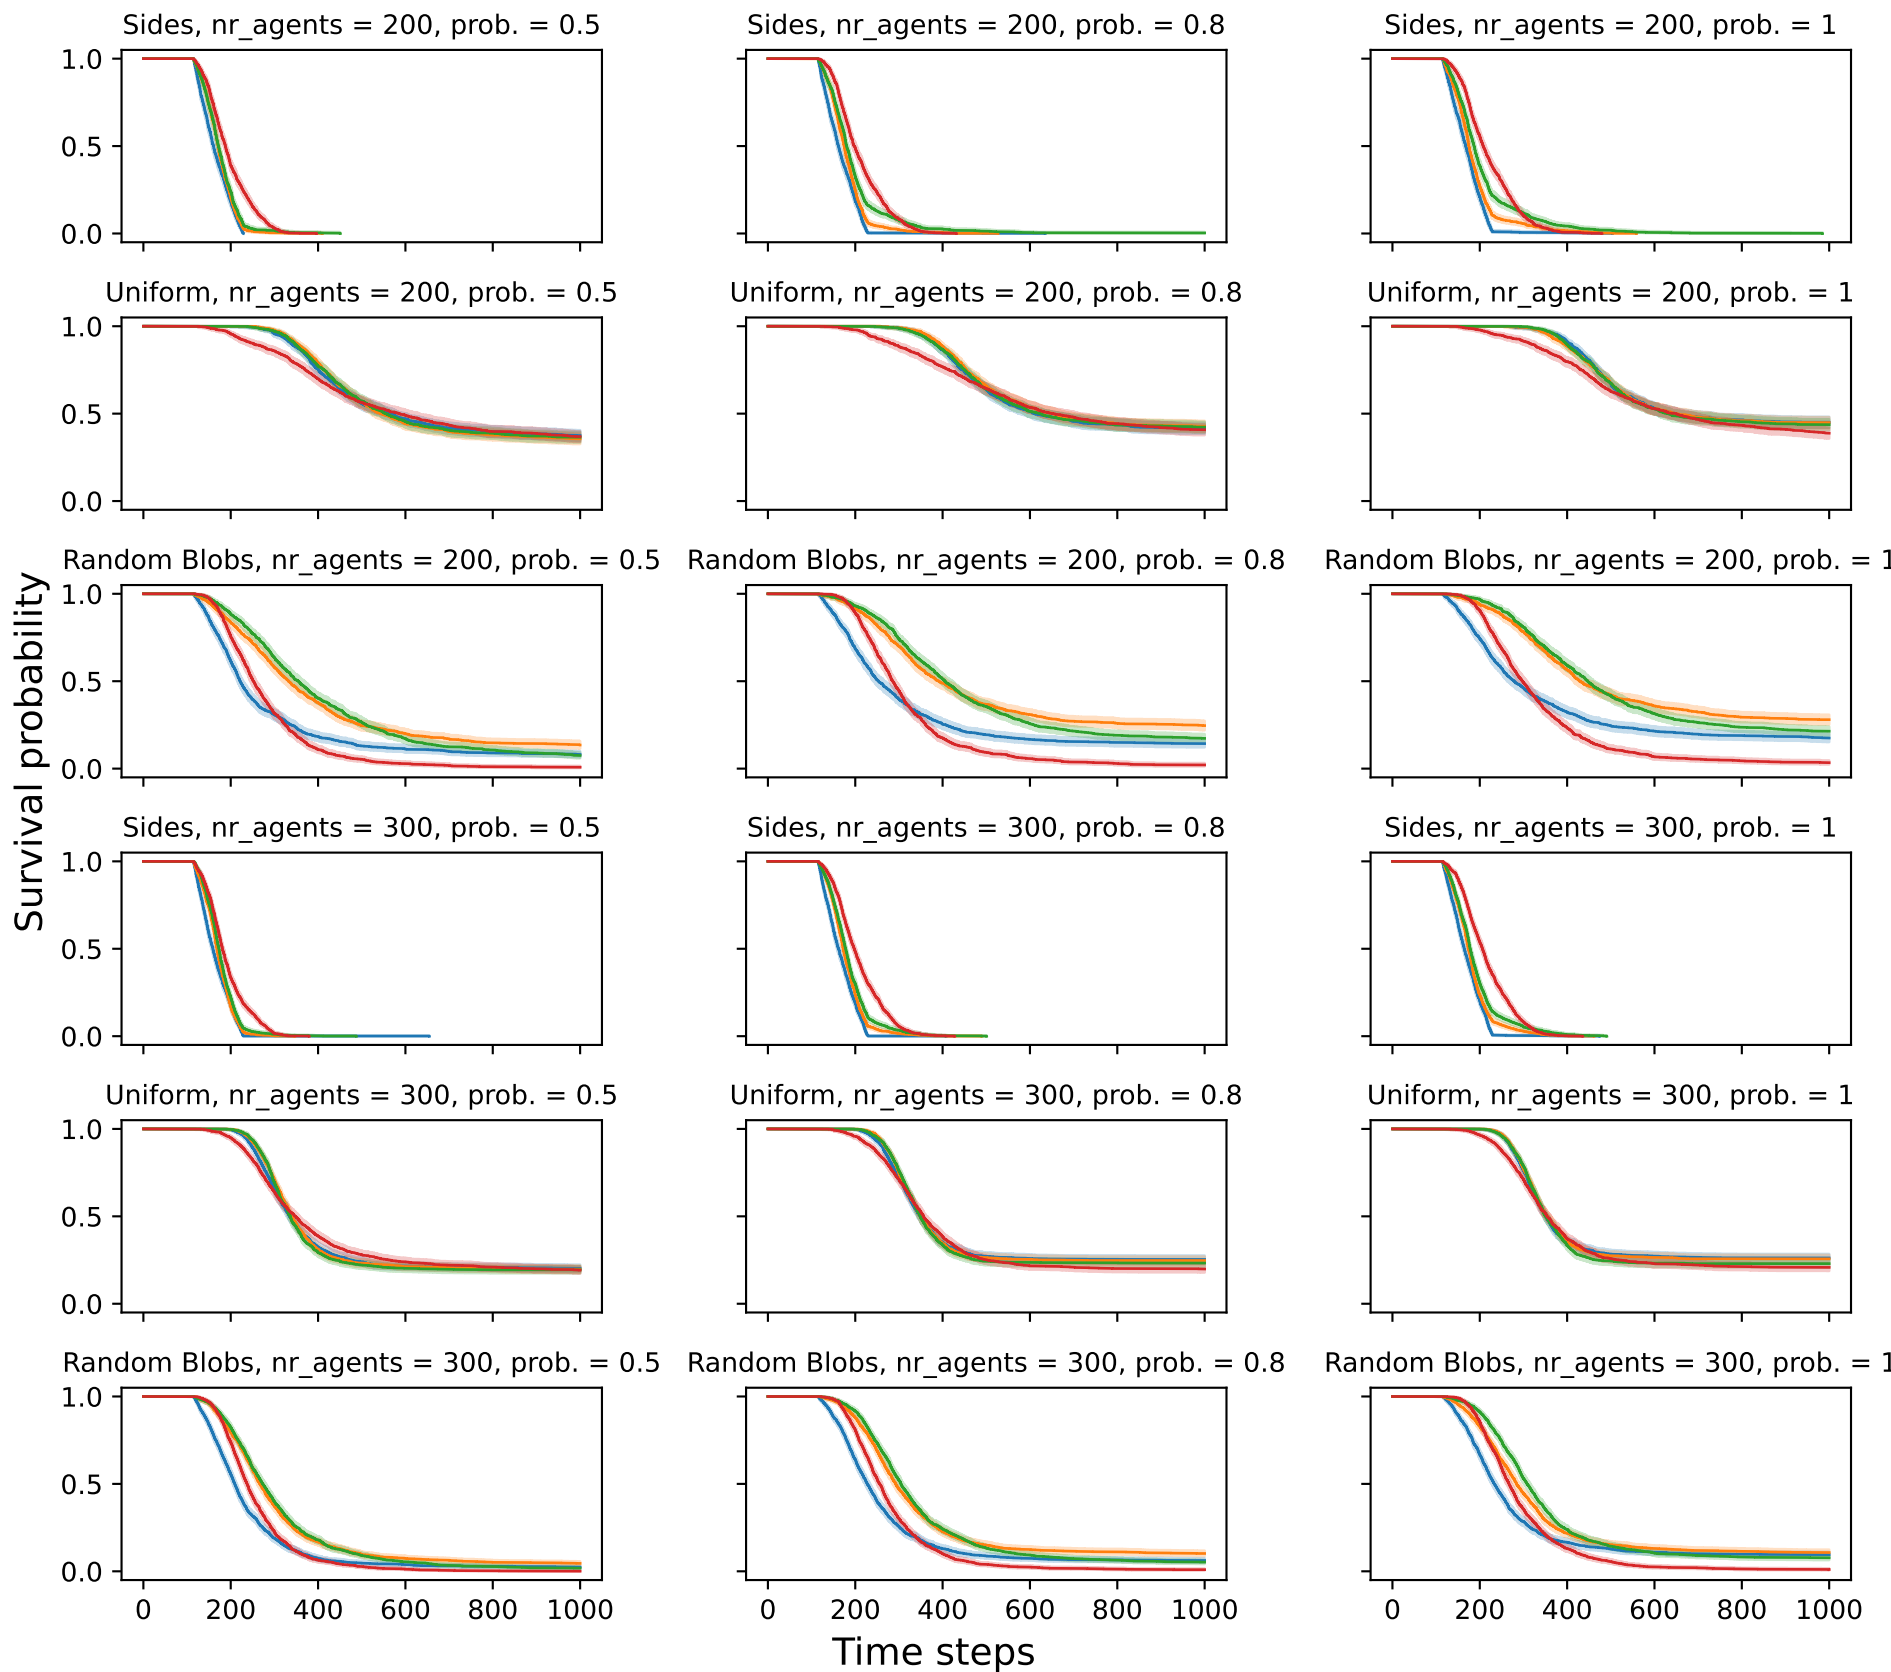 Sides, nr_agents = 200, prob. = 0.5
Sides, nr_agents = 200, prob. = 0.8
Sides, nr_agents = 200, prob. = 1
1.0
0.5
0.0
Uniform, nr_agents = 200, prob. = 0.5
Uniform, nr_agents = 200, prob. = 0.8
Uniform, nr_agents = 200, prob. = 1
1.0
0.5
0.0
Random Blobs, nr_agents = 200, prob. = 0.5
Random Blobs, nr_agents = 200, prob. = 0.8
Random Blobs, nr_agents = 200, prob. = 1
1.0
0.5
0.0
Survival probability
Sides, nr_agents = 300, prob. = 0.5
Sides, nr_agents = 300, prob. = 0.8
Sides, nr_agents = 300, prob. = 1
1.0
0.5
0.0
Uniform, nr_agents = 300, prob. = 0.5
Uniform, nr_agents = 300, prob. = 0.8
Uniform, nr_agents = 300, prob. = 1
1.0
0.5
0.0
Random Blobs, nr_agents = 300, prob. = 0.5
Random Blobs, nr_agents = 300, prob. = 0.8
Random Blobs, nr_agents = 300, prob. = 1
1.0
0.5
0.0
0 200 400 600 800 1000
0 200 400 600 800 1000
0 200 400 600 800 1000
Time steps